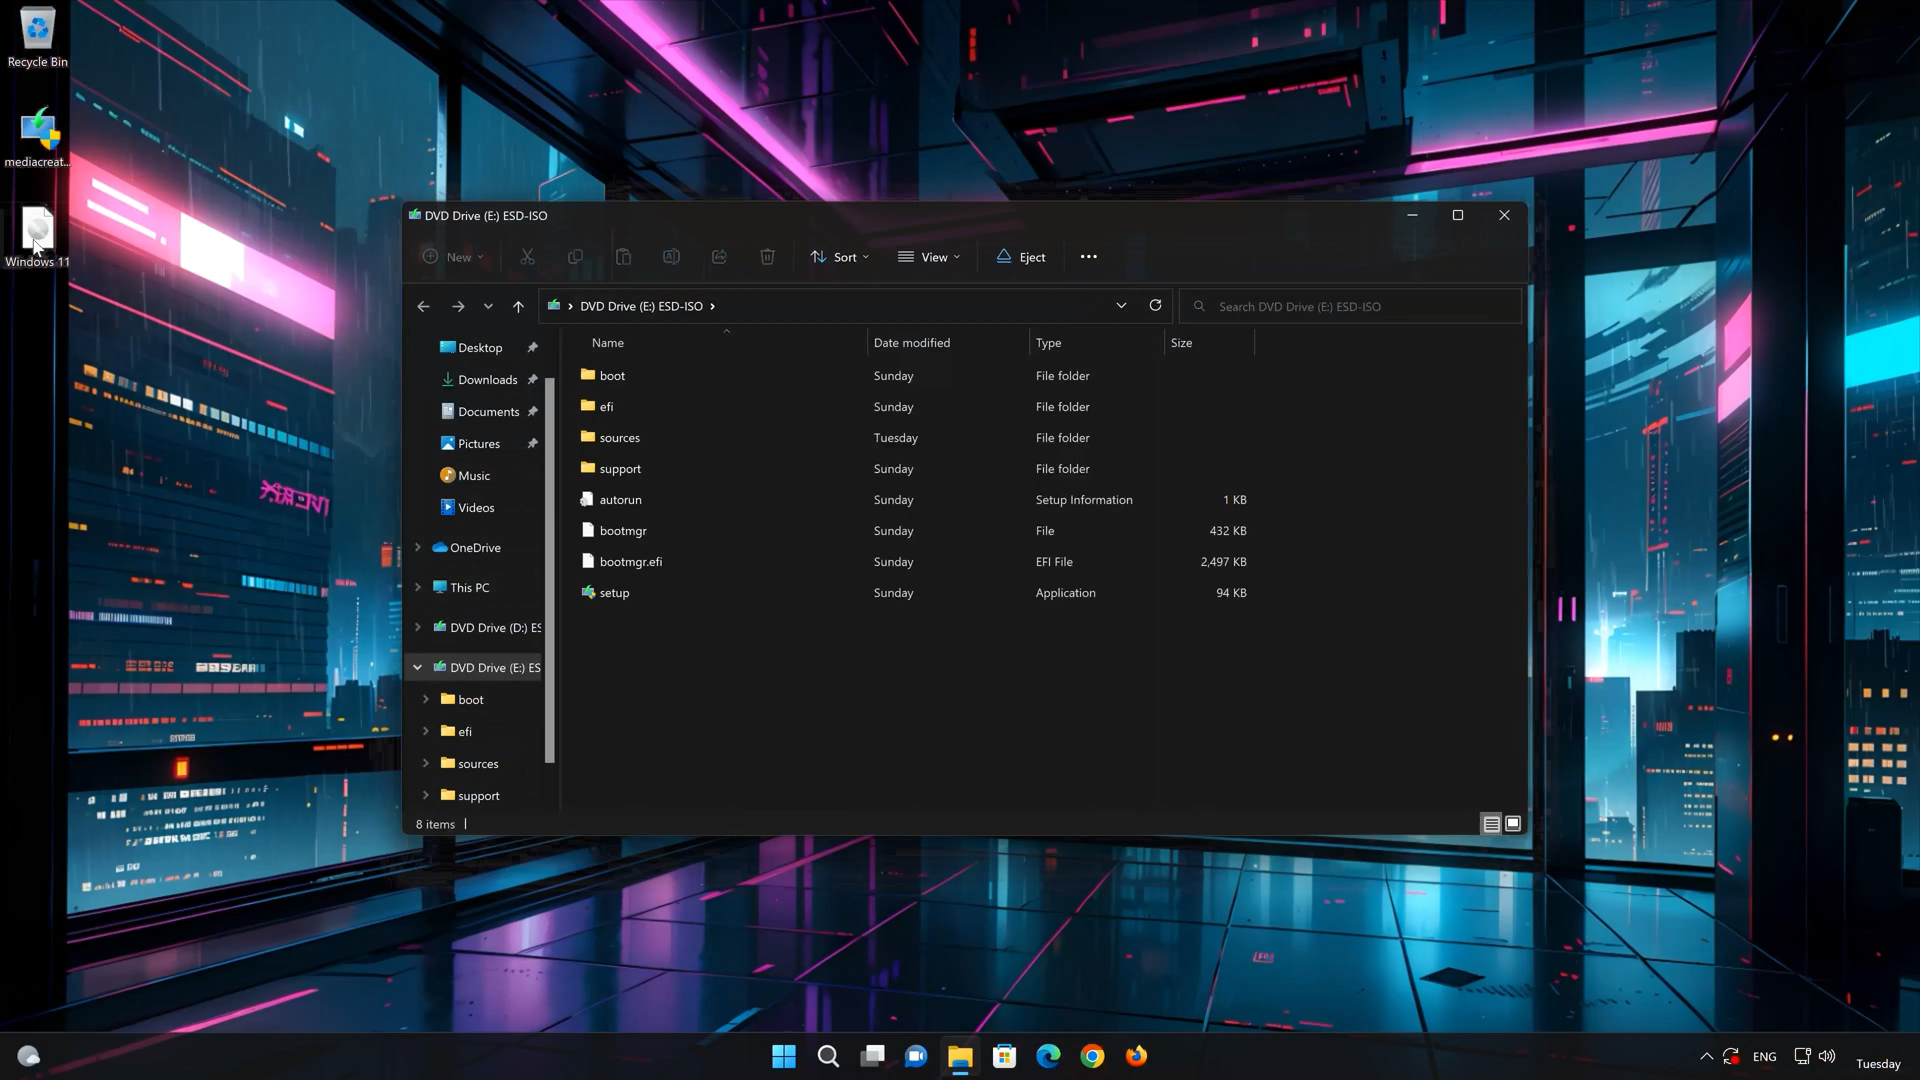 Recycle Bin
mediacreat...
Windows 11
DVD Drive (E:) ESD-ISO
New
Sort
View
Eject
DVD Drive (E:) ESD-ISO
Search DVD Drive (E:) ESD-ISO
Desktop
Downloads
Documents
Pictures
Music
Videos
OneDrive
This PC
DVD Drive (D:) ES
DVD Drive (E:) ES
boot
efi
sources
support
Name Date modified Type Size
boot Sunday File folder
efi Sunday File folder
sources Tuesday File folder
support Sunday File folder
autorun Sunday Setup Information 1 KB
bootmgr Sunday File 432 KB
bootmgr.efi Sunday EFI File 2,497 KB
setup Sunday Application 94 KB
8 items
ENG
Tuesday